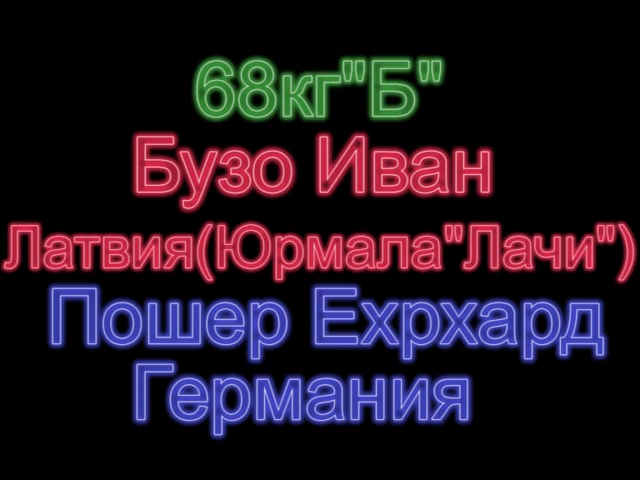 68кг"Б"
Бузо Иван
Латвия(Юрмала"Лачи")
Пошер Ехрхард
Германия